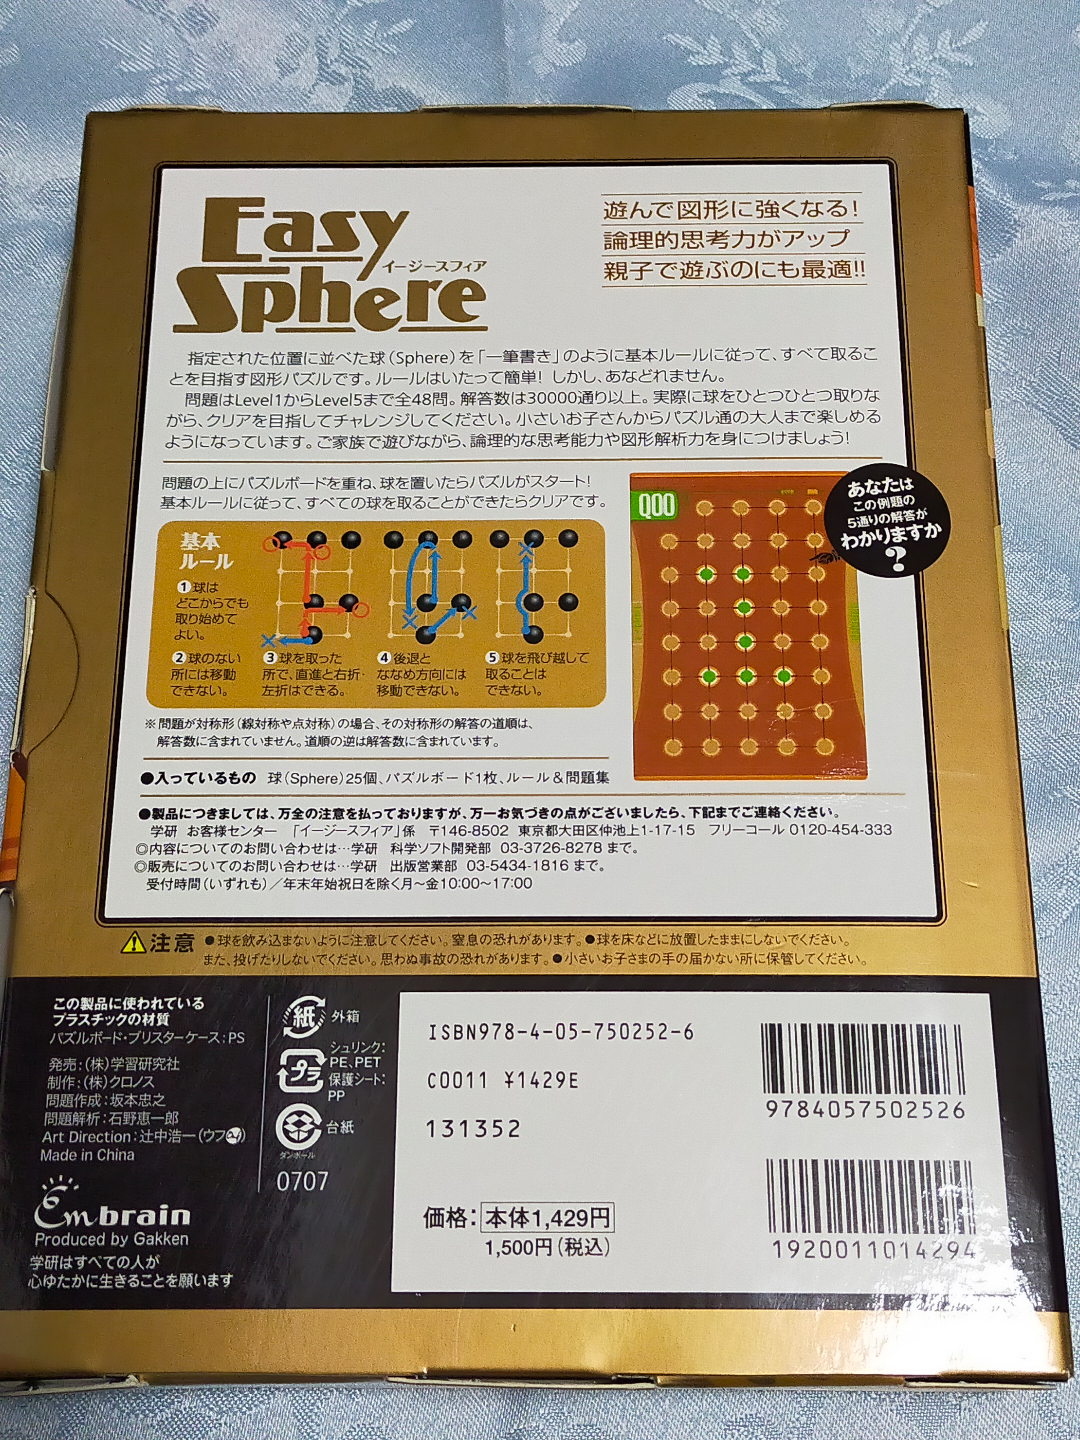 Easy
Sphere
イージースフィア
遊んで図形に強くなる!
論理的思考力がアップ
親子で遊ぶのにも最適!!
指定された位置に並べた球(Sphere)を「一筆書き」のように基本ルールに従って、すべて取るこ
とを目指す図形パズルです。ルールはいたって簡単! しかし、あなどれません。
問題はLevel1からLevel5まで全48問。解答数は30000通り以上。実際に球をひとつひとつ取りな
がら、クリアを目指してチャレンジしてください。小さいお子さんからパズル通の大人まで楽しめる
ようになっています。ご家族で遊びながら、論理的な思考能力や図形解析力を身につけましょう!
問題の上にパズルボードを重ね、球を置いたらパズルがスタート!
基本ルールに従って、すべての球を取ることができたらクリアです。
基本
ルール
❶球は
どこからでも
取り始めて
よい。
❷球のない
所には移動
できない。
❸球を取った
所で、直進と右折・
左折はできる。
❹後退と
ななめ方向には
移動できない。
❺球を飛び越して
取ることは
できない。
Q00
あなたは
この例題の
5通りの解答が
わかりますか
?
※問題が対称形(線対称や点対称)の場合、その対称形の解答の道順は、
解答数に含まれていません。道順の逆は解答数に含まれています。
●入っているもの 球(Sphere)25個、パズルボード1枚、ルール&問題集
●製品につきましては、万全の注意を払っておりますが、万一お気づきの点がございましたら、下記までご連絡ください。
学研 お客様センター 「イージースフィア」係 〒146-8502 東京都大田区仲池上1-17-15 フリーコール 0120-454-333
◎内容についてのお問い合わせは…学研 科学ソフト開発部 03-3726-8278 まで。
◎販売についてのお問い合わせは…学研 出版営業部 03-5434-1816 まで。
受付時間(いずれも)/年末年始祝日を除く月〜金10:00〜17:00
注意 ●球を飲み込まないように注意してください。窒息の恐れがあります。●球を床などに放置したままにしないでください。
また、投げたりしないでください。思わぬ事故の恐れがあります。●小さいお子さまの手の届かない所に保管してください。
この製品に使われている
プラスチックの材質
パズルボード・ブリスターケース:PS
発売:(株)学習研究社
制作:(株)クロノス
問題作成:坂本忠之
問題解析:石野恵一郎
Art Direction:辻中浩一(ウフ)
Made in China
Embrain
Produced by Gakken
学研はすべての人が
心ゆたかに生きることを願います
紙 外箱
プラ シュリンク:
PE、PET
保護シート:
PP
台紙
ダンボール
0707
ISBN978-4-05-750252-6
C0011 ¥1429E
131352
価格:本体1,429円
1,500円(税込)
9784057502526
1920011014294